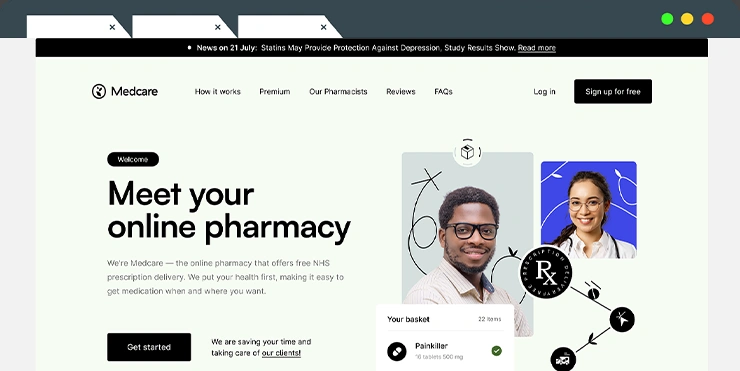 News on 21 July: Statins May Provide Protection Against Depression, Study Results Show. Read more
Medcare
How it works
Premium
Our Pharmacists
Reviews
FAQs
Log in
Sign up for free
Welcome
Meet your
online pharmacy
We're Medcare — the online pharmacy that offers free NHS
prescription delivery. We put your health first, making it easy to
get medication when and where you want.
Get started
We are saving your time and
taking care of our clients!
PRESCRIPTION DELIVERY
FREE
Rx
Your basket
22 items
Painkiller
10 tablets 500 mg